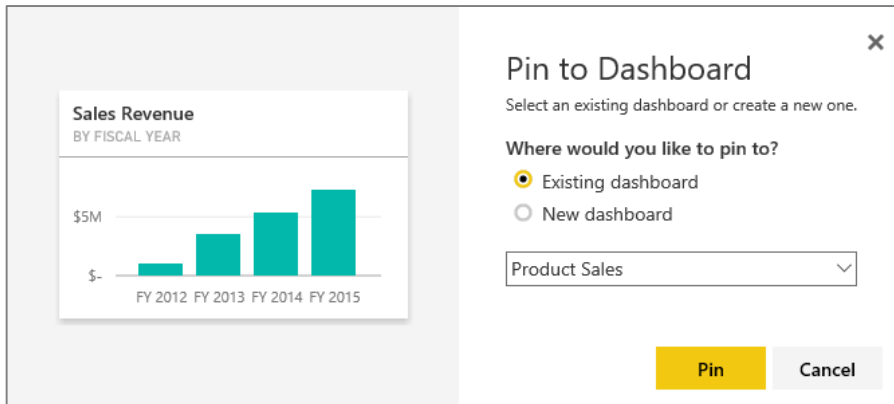 Sales Revenue
BY FISCAL YEAR
$5M
$-
FY 2012 FY 2013 FY 2014 FY 2015
Pin to Dashboard
Select an existing dashboard or create a new one.
Where would you like to pin to?
Existing dashboard
New dashboard
Product Sales
Pin
Cancel